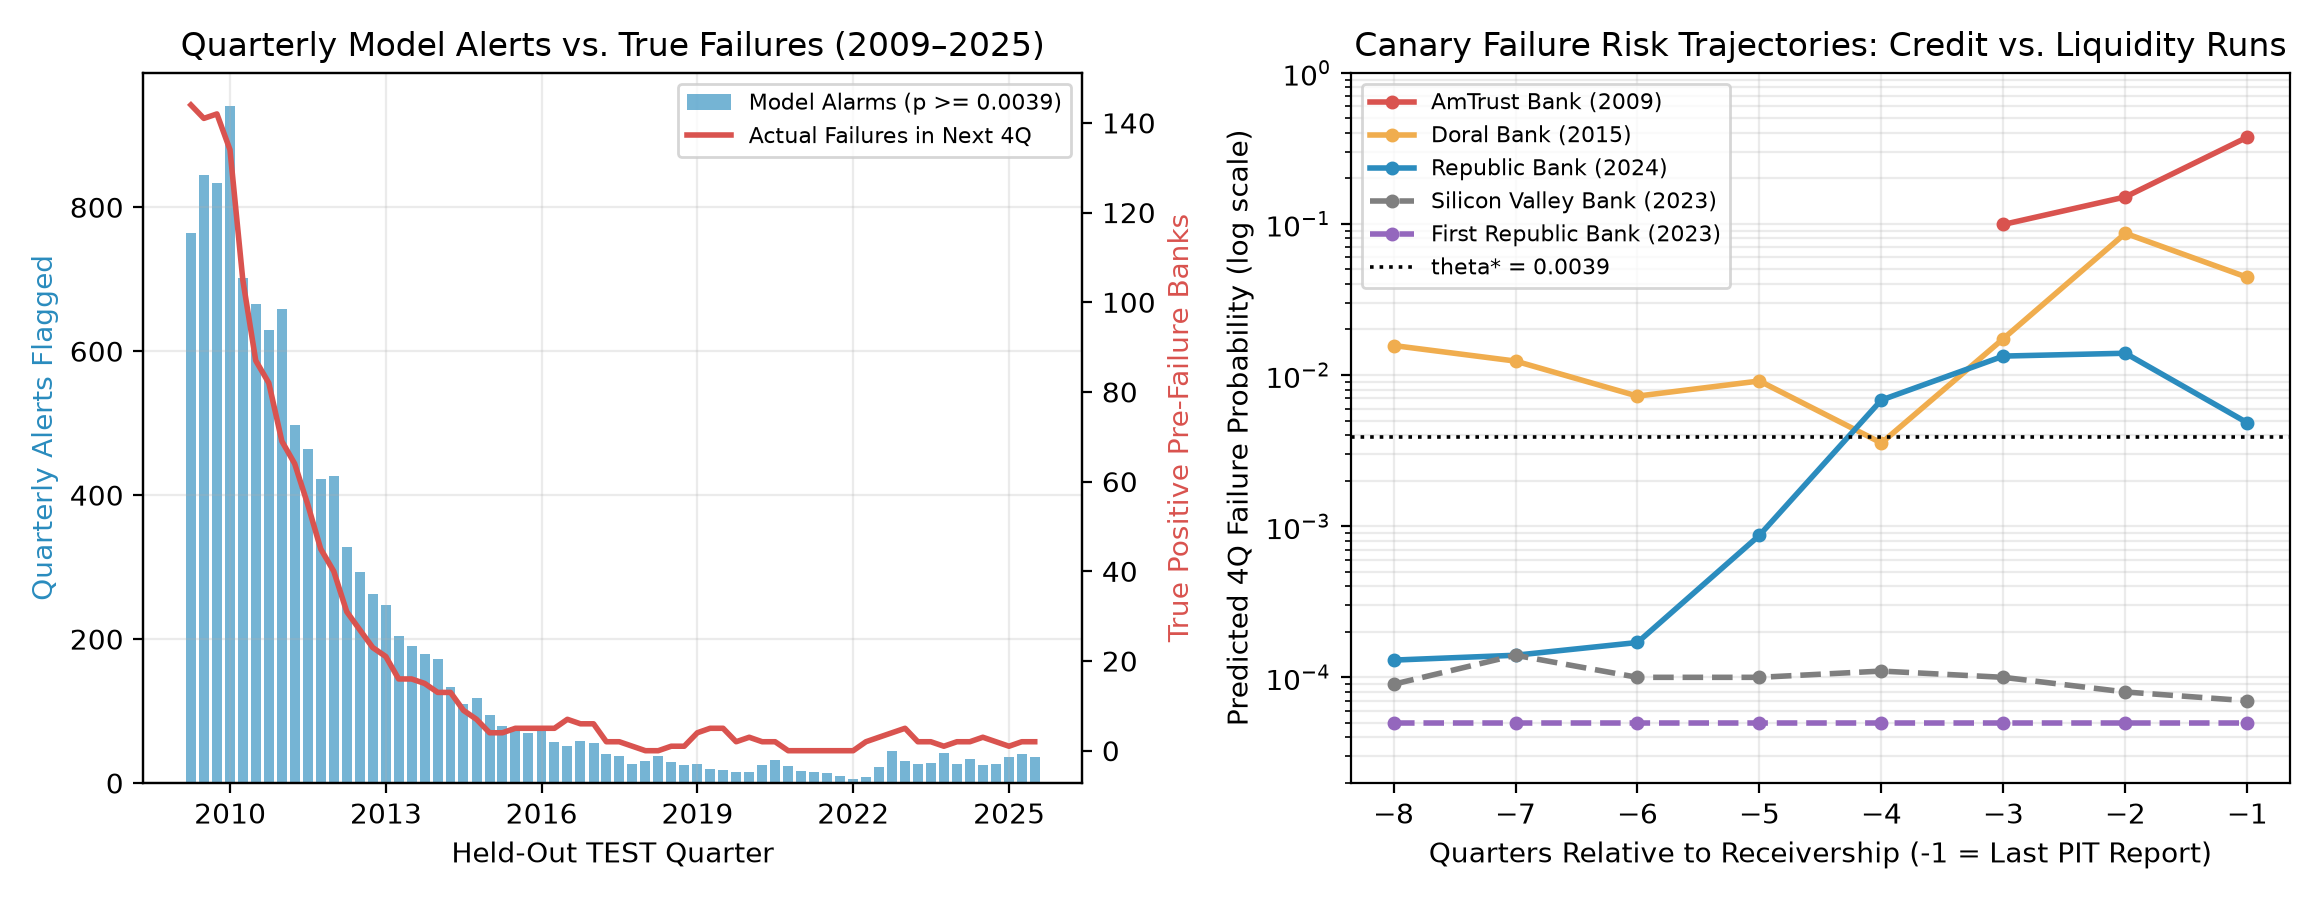 Quarterly Model Alerts vs. True Failures (2009–2025)
Model Alarms (p >= 0.0039)
Actual Failures in Next 4Q
Quarterly Alerts Flagged
800
600
400
200
0
140
120
100
80
60
40
20
0
True Positive Pre-Failure Banks
2010
2013
2016
2019
2022
2025
Held-Out TEST Quarter
Canary Failure Risk Trajectories: Credit vs. Liquidity Runs
AmTrust Bank (2009)
Doral Bank (2015)
Republic Bank (2024)
Silicon Valley Bank (2023)
First Republic Bank (2023)
theta* = 0.0039
Predicted 4Q Failure Probability (log scale)
10⁰
10⁻¹
10⁻²
10⁻³
10⁻⁴
−8
−7
−6
−5
−4
−3
−2
−1
Quarters Relative to Receivership (-1 = Last PIT Report)